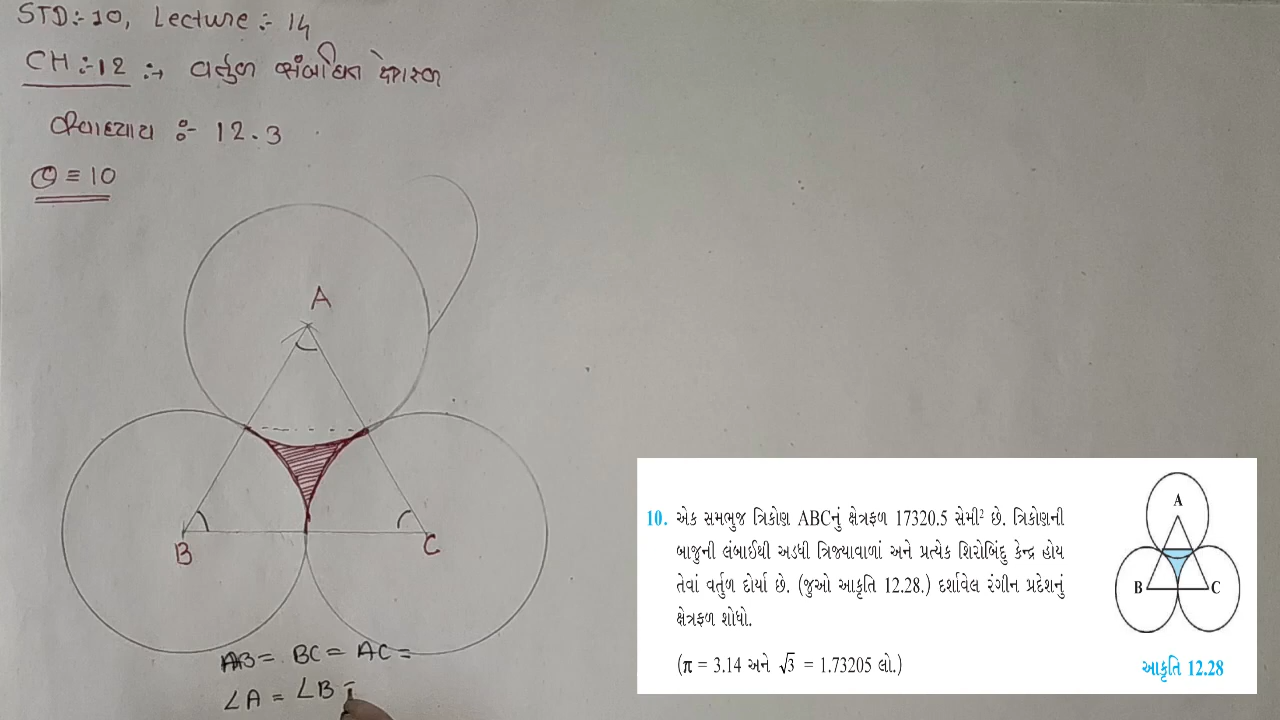 STD:- 10, Lecture :- 14
CH :- 12 :→ વર્તુળ સંબંધિત ક્ષેત્રફળ
સ્વાધ્યાય :- 12.3
Q ≡ 10
A
B
C
AB = BC = AC =
∠A = ∠B =
10. એક સમભુજ ત્રિકોણ ABCનું ક્ષેત્રફળ 17320.5 સેમી² છે. ત્રિકોણની
બાજુની લંબાઈથી અડધી ત્રિજ્યાવાળાં અને પ્રત્યેક શિરોબિંદુ કેન્દ્ર હોય
તેવાં વર્તુળ દોર્યાં છે. (જુઓ આકૃતિ 12.28.) દર્શાવેલ રંગીન પ્રદેશનું
ક્ષેત્રફળ શોધો.
(π = 3.14 અને √3 = 1.73205 લો.)
A
B
C
આકૃતિ 12.28